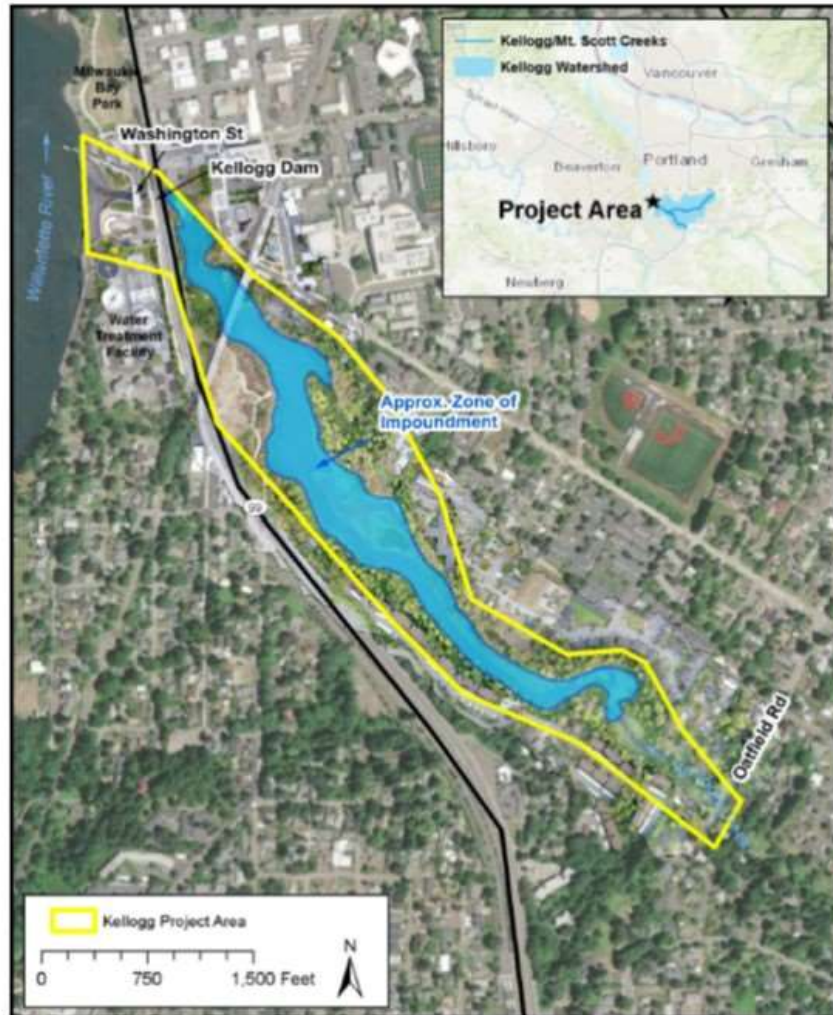 Kellogg/Mt. Scott Creeks
Kellogg Watershed
Vancouver
Hillsboro
Beaverton
Portland
Gresham
Project Area
Newberg
Milwaukie
Bay
Park
Washington St
Kellogg Dam
Willamette River
Water
Treatment
Facility
Approx. Zone of
Impoundment
99
Oatfield Rd
Kellogg Project Area
N
0 750 1,500 Feet